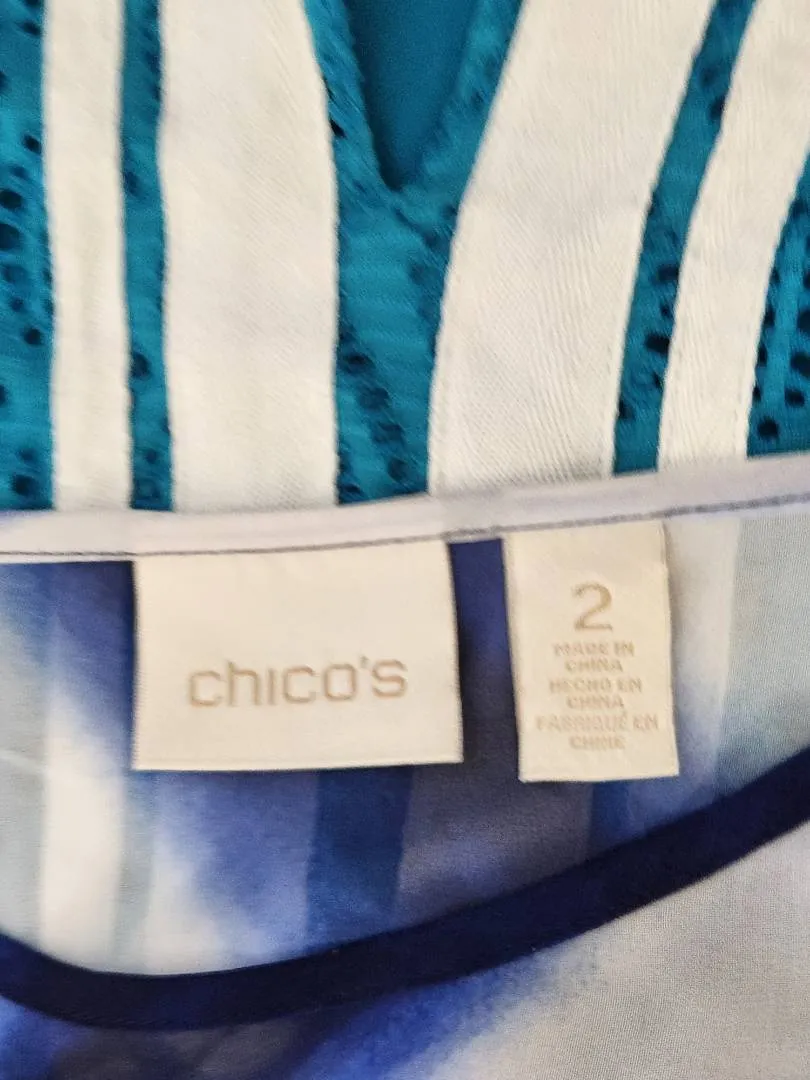 chico's
2
MADE IN
CHINA
HECHO EN
CHINA
FABRIQUÉ EN
CHINE